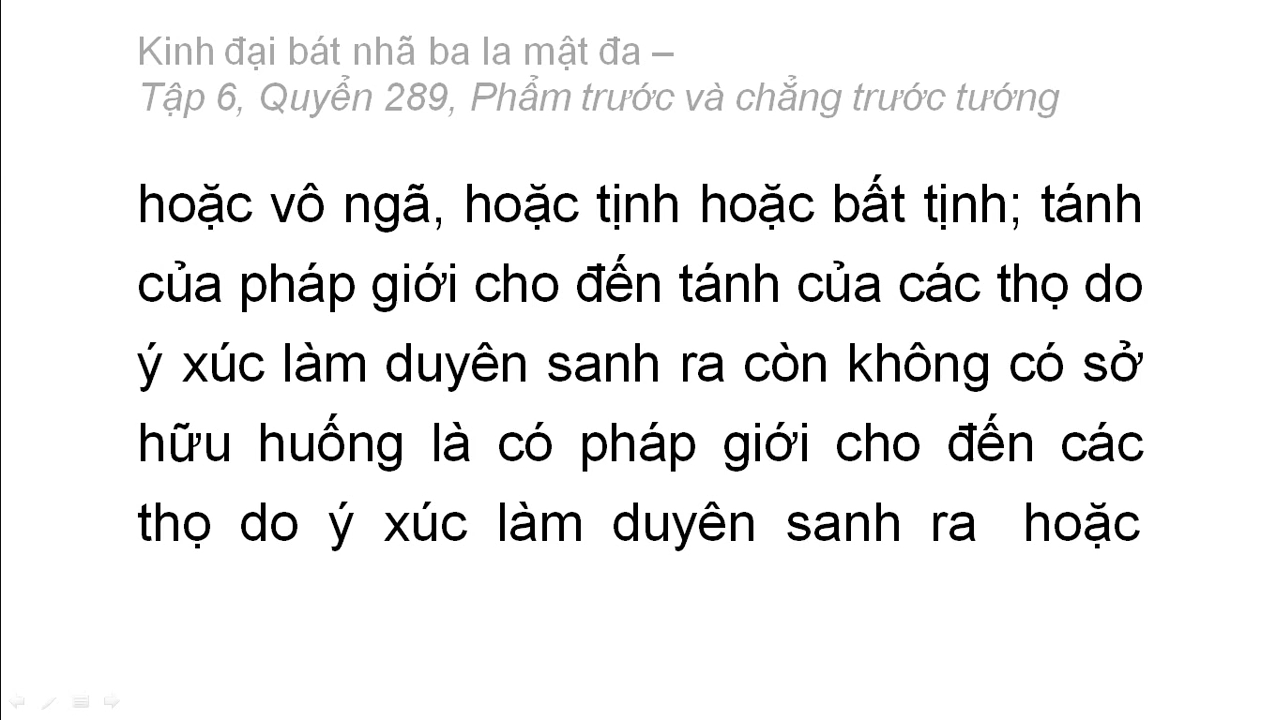 Kinh đại bát nhã ba la mật đa –
Tập 6, Quyển 289, Phẩm trước và chẳng trước tướng
hoặc vô ngã, hoặc tịnh hoặc bất tịnh; tánh
của pháp giới cho đến tánh của các thọ do
ý xúc làm duyên sanh ra còn không có sở
hữu huống là có pháp giới cho đến các
thọ do ý xúc làm duyên sanh ra hoặc